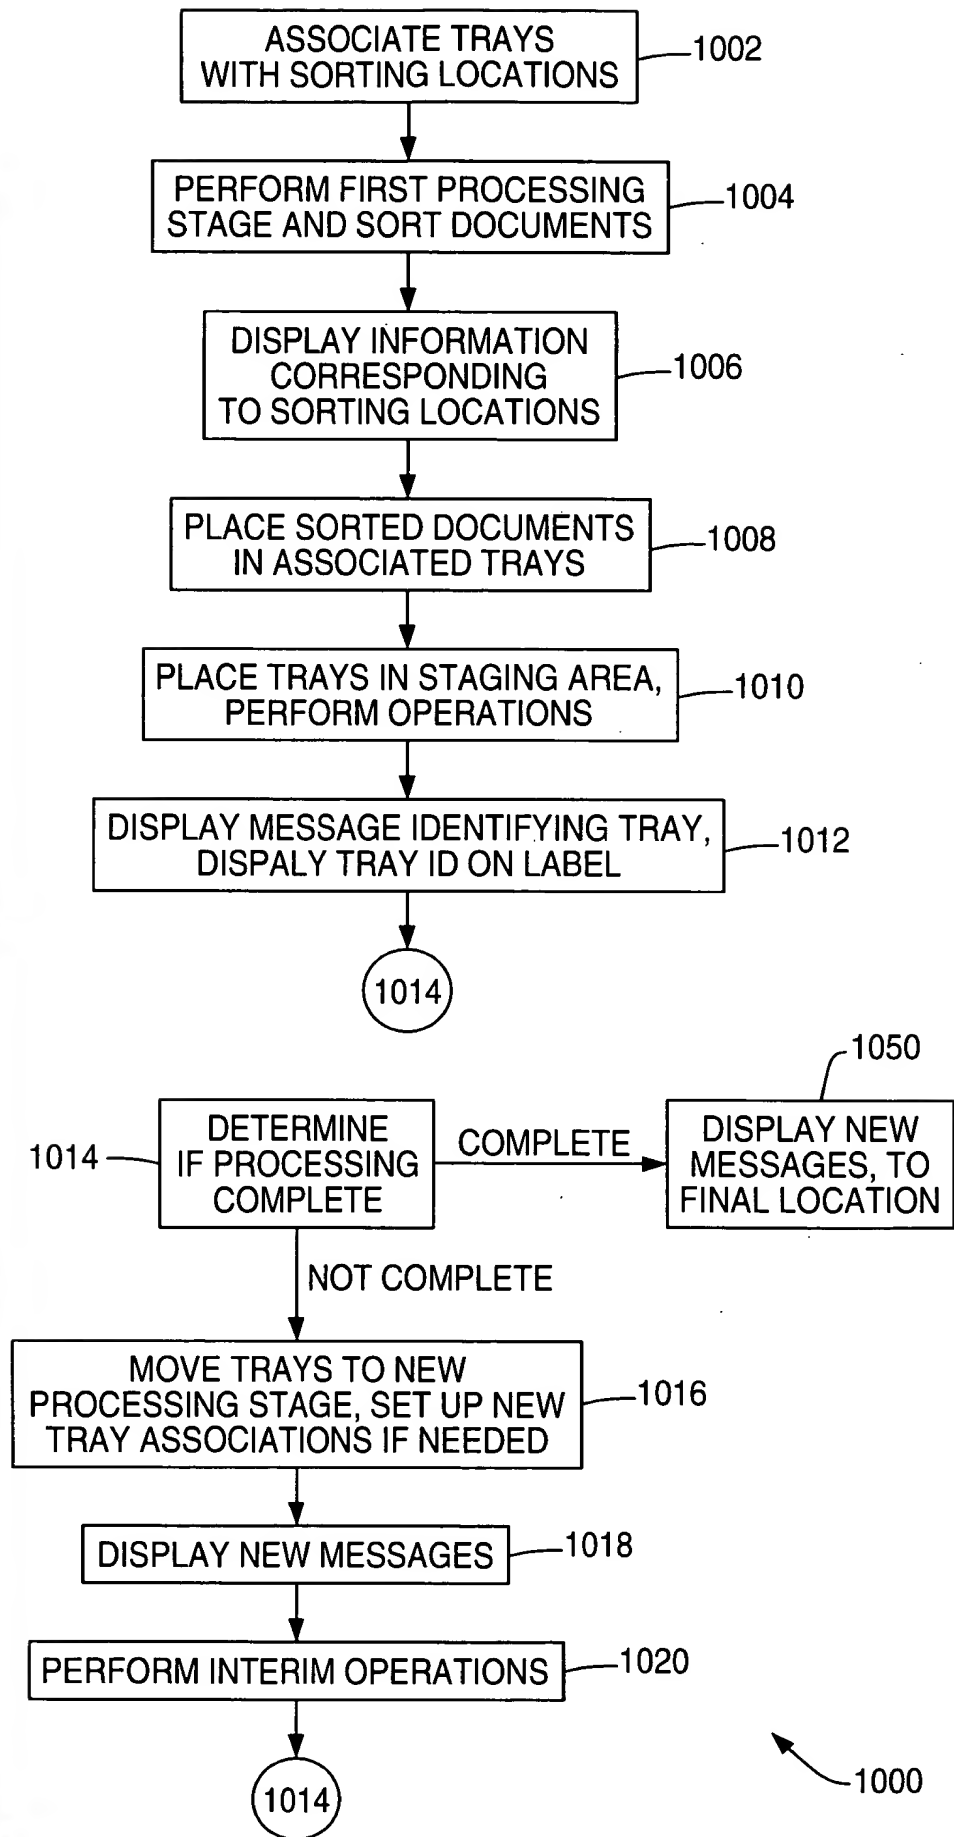 ASSOCIATE TRAYS
WITH SORTING LOCATIONS
1002
PERFORM FIRST PROCESSING
STAGE AND SORT DOCUMENTS
1004
DISPLAY INFORMATION
CORRESPONDING
TO SORTING LOCATIONS
1006
PLACE SORTED DOCUMENTS
IN ASSOCIATED TRAYS
1008
PLACE TRAYS IN STAGING AREA,
PERFORM OPERATIONS
1010
DISPLAY MESSAGE IDENTIFYING TRAY,
DISPALY TRAY ID ON LABEL
1012
1014
1014
DETERMINE
IF PROCESSING
COMPLETE
COMPLETE
1050
DISPLAY NEW
MESSAGES, TO
FINAL LOCATION
NOT COMPLETE
MOVE TRAYS TO NEW
PROCESSING STAGE, SET UP NEW
TRAY ASSOCIATIONS IF NEEDED
1016
DISPLAY NEW MESSAGES
1018
PERFORM INTERIM OPERATIONS
1020
1014
1000